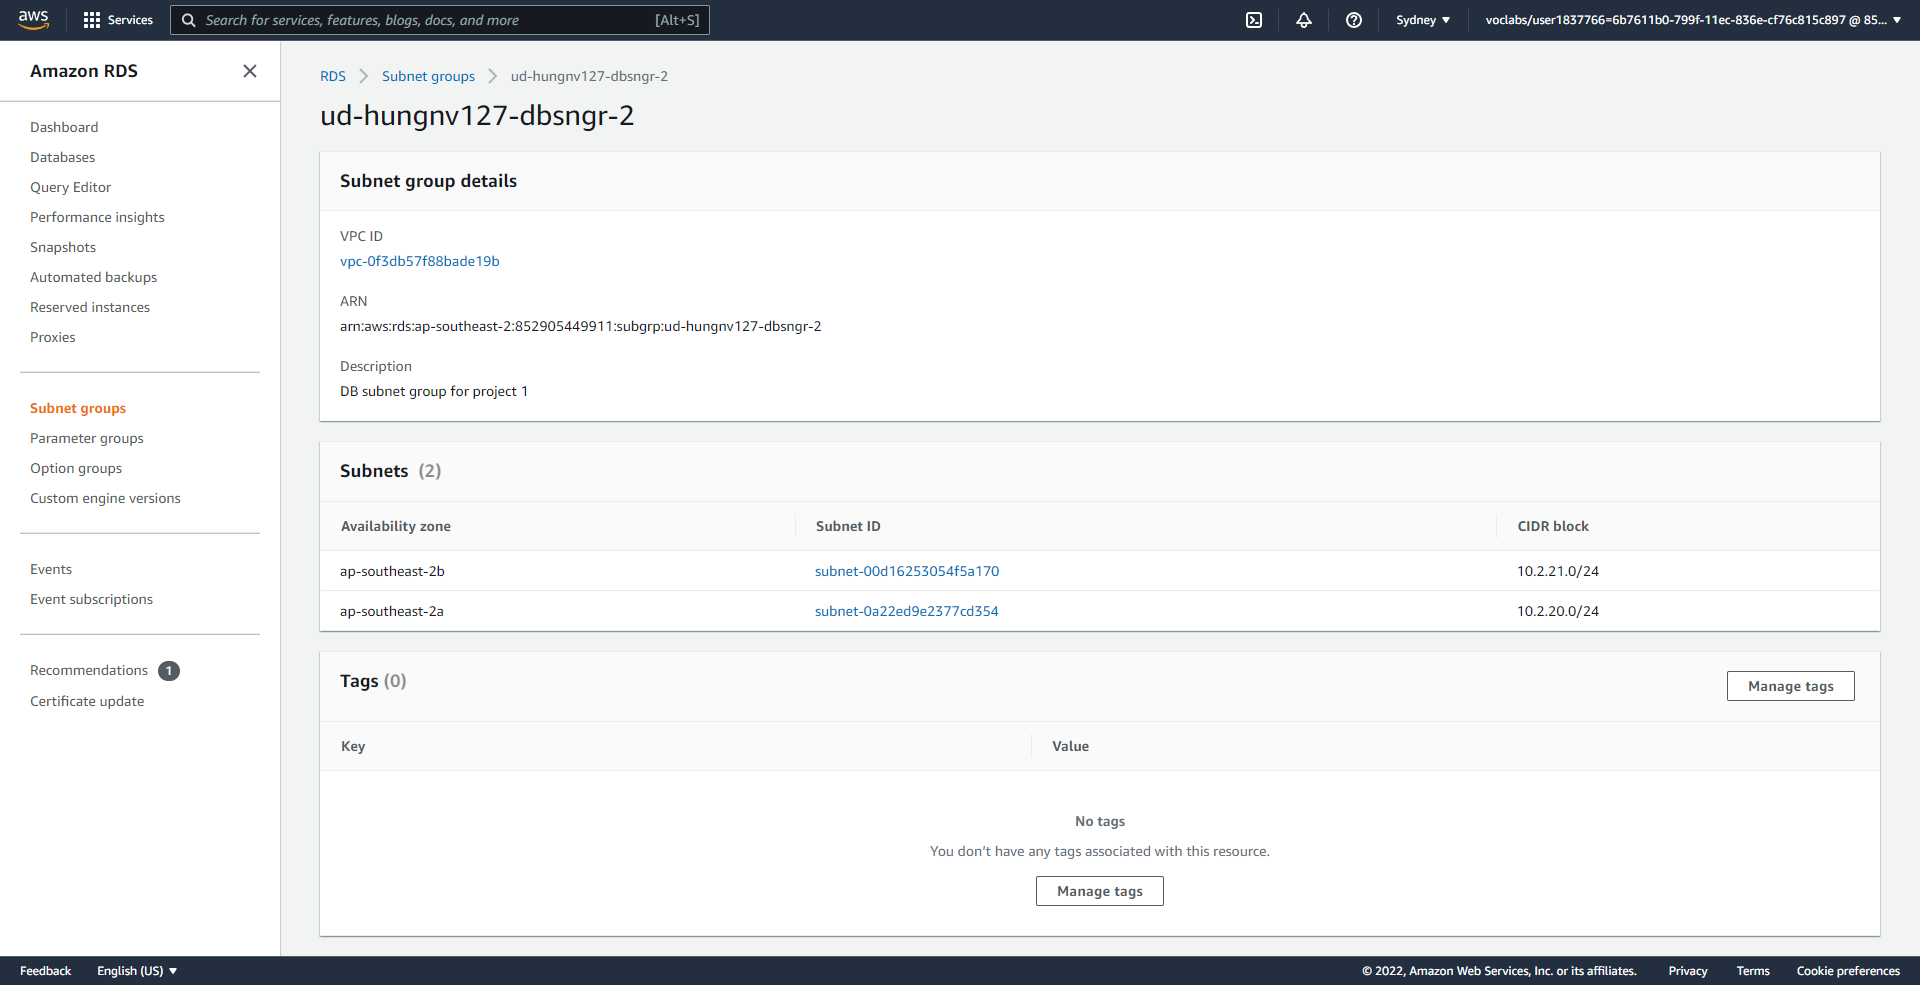 aws
Services
Search for services, features, blogs, docs, and more [Alt+S]
Sydney ▼
voclabs/user1837766=6b7611b0-799f-11ec-836e-cf76c815c897 @ 85... ▼
Amazon RDS
Dashboard
Databases
Query Editor
Performance insights
Snapshots
Automated backups
Reserved instances
Proxies
Subnet groups
Parameter groups
Option groups
Custom engine versions
Events
Event subscriptions
Recommendations 1
Certificate update
RDS > Subnet groups > ud-hungnv127-dbsngr-2
ud-hungnv127-dbsngr-2
Subnet group details
VPC ID
vpc-0f3db57f88bade19b
ARN
arn:aws:rds:ap-southeast-2:852905449911:subgrp:ud-hungnv127-dbsngr-2
Description
DB subnet group for project 1
Subnets (2)
Availability zone Subnet ID CIDR block
ap-southeast-2b subnet-00d16253054f5a170 10.2.21.0/24
ap-southeast-2a subnet-0a22ed9e2377cd354 10.2.20.0/24
Tags (0)
Manage tags
Key Value
No tags
You don't have any tags associated with this resource.
Manage tags
Feedback English (US) ▼
© 2022, Amazon Web Services, Inc. or its affiliates. Privacy Terms Cookie preferences